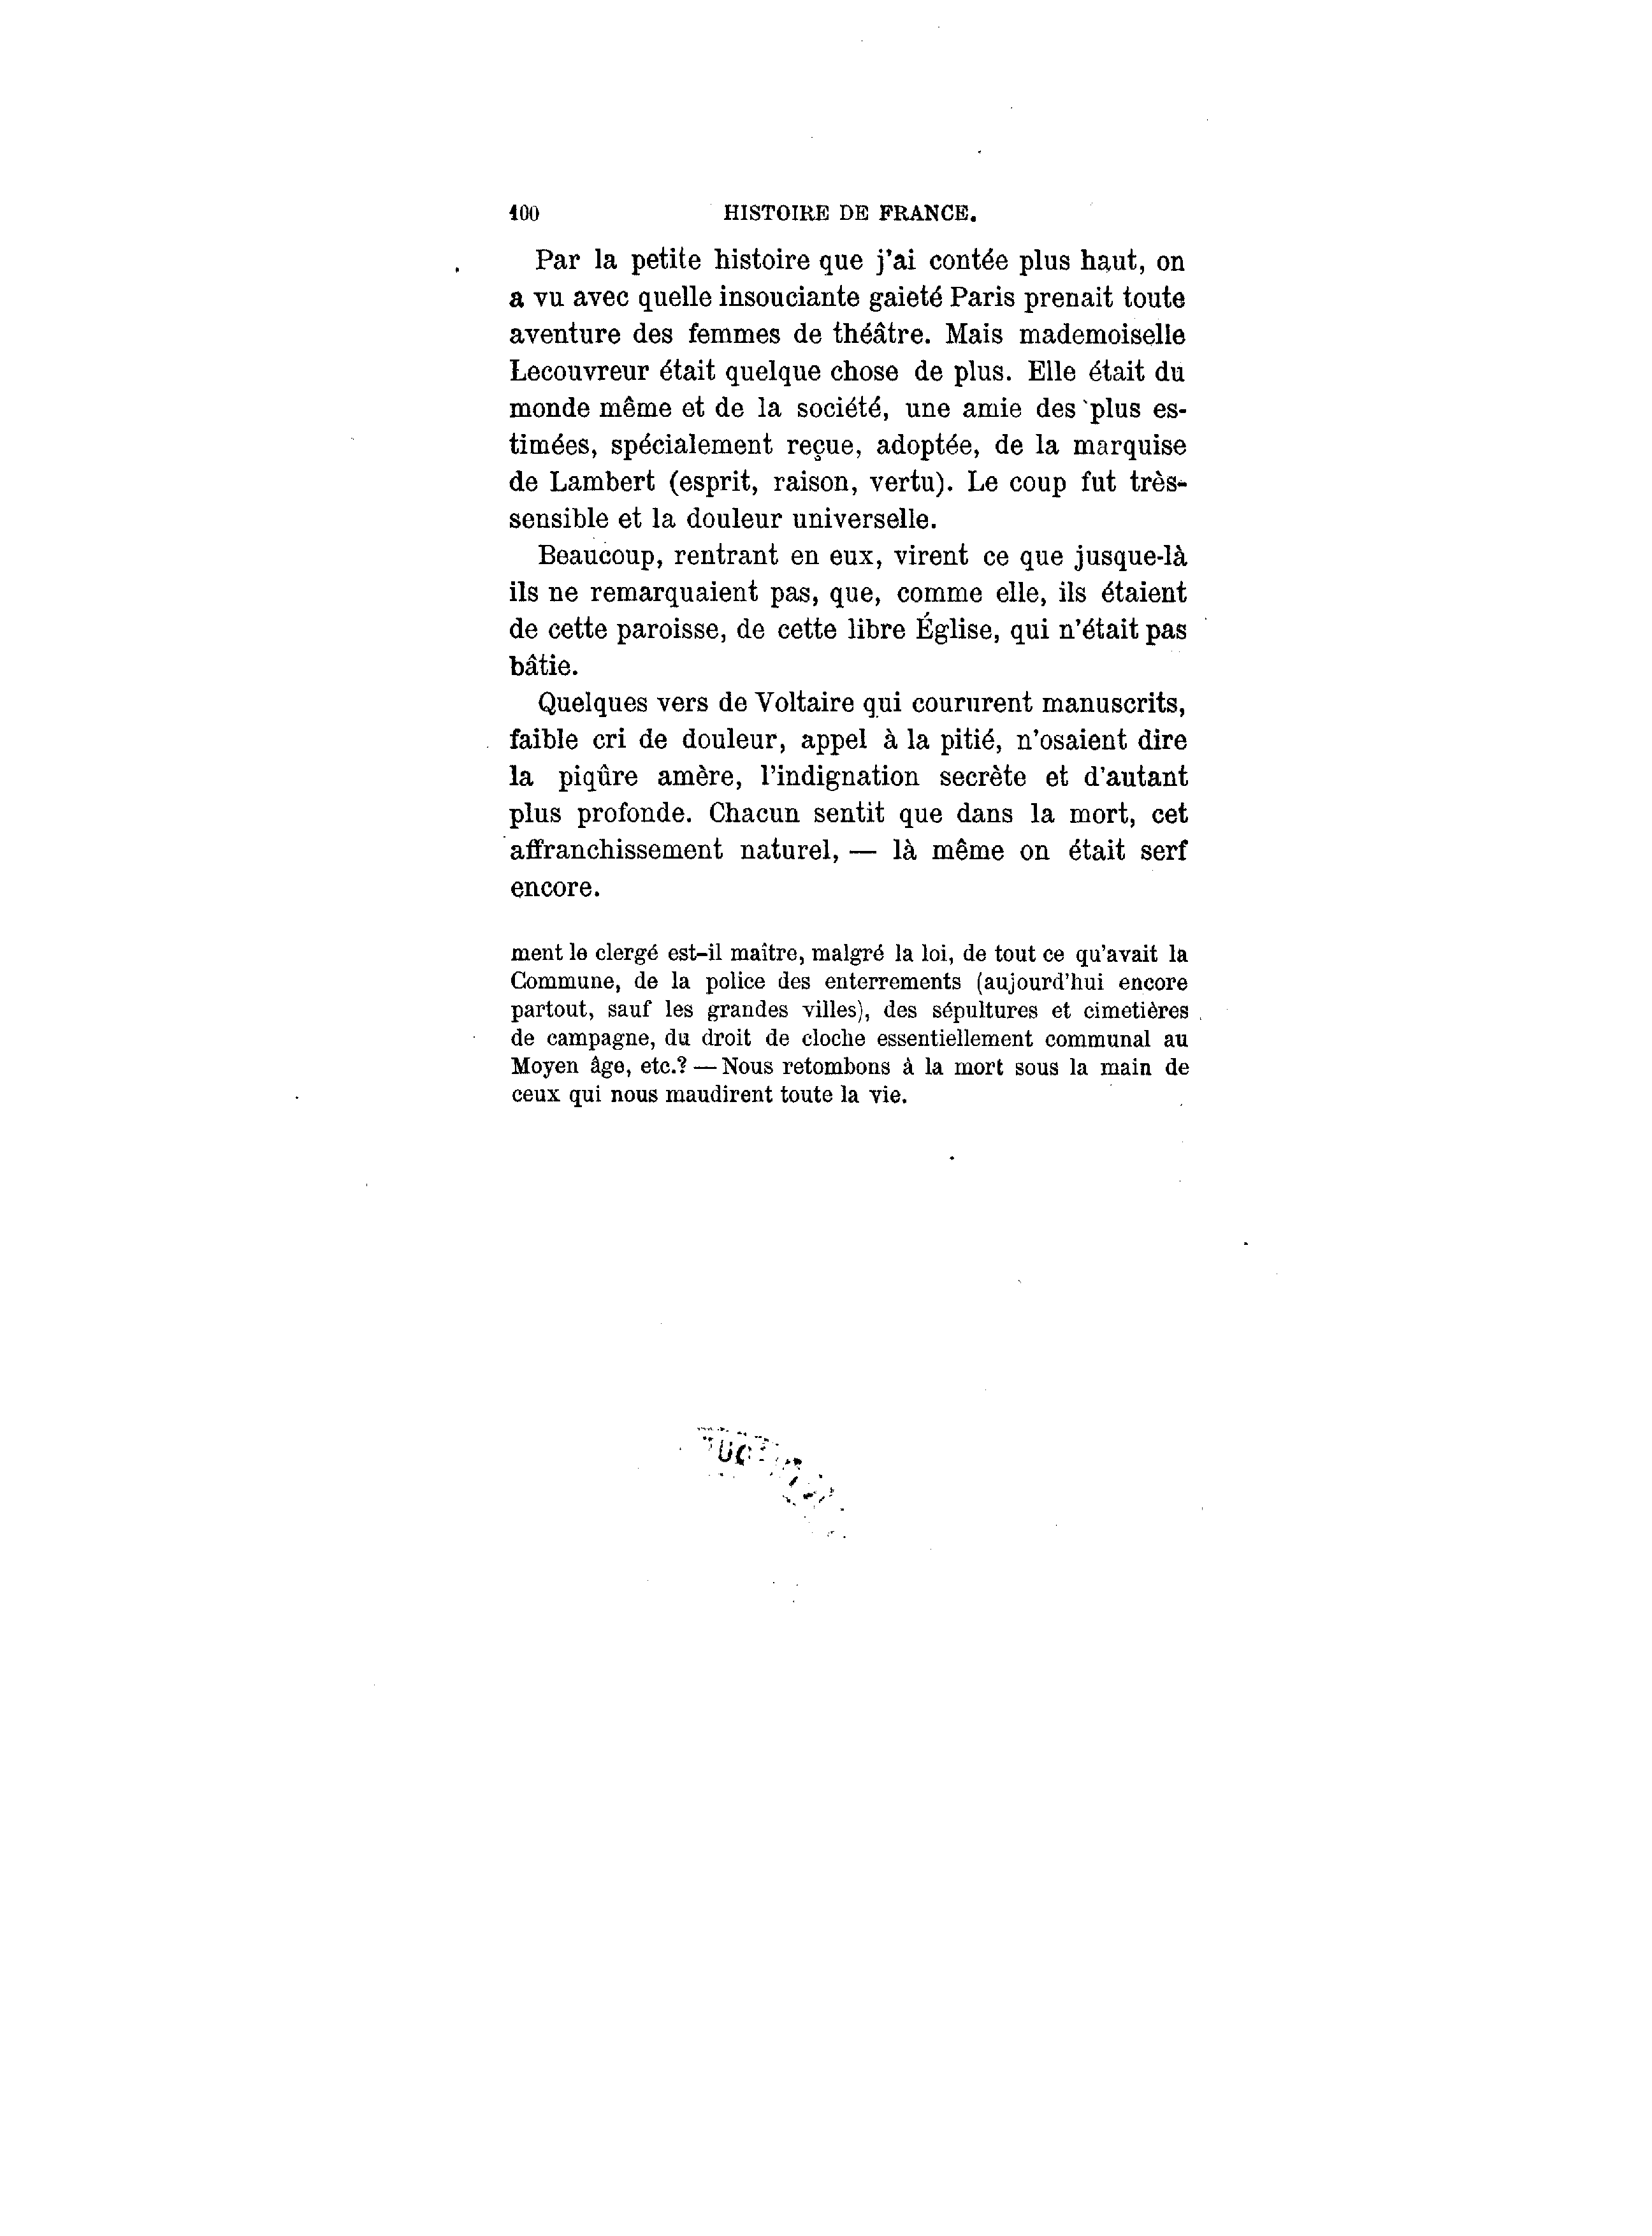 100 HISTOIRE DE FRANCE.
Par la petite histoire que j'ai contée plus haut, on
a vu avec quelle insouciante gaieté Paris prenait toute
aventure des femmes de théâtre. Mais mademoiselle
Lecouvreur était quelque chose de plus. Elle était du
monde même et de la société, une amie des plus es-
timées, spécialement reçue, adoptée, de la marquise
de Lambert (esprit, raison, vertu). Le coup fut très-
sensible et la douleur universelle.
Beaucoup, rentrant en eux, virent ce que jusque-là
ils ne remarquaient pas, que, comme elle, ils étaient
de cette paroisse, de cette libre Église, qui n'était pas
bâtie.
Quelques vers de Voltaire qui coururent manuscrits,
faible cri de douleur, appel à la pitié, n'osaient dire
la piqûre amère, l'indignation secrète et d'autant
plus profonde. Chacun sentit que dans la mort, cet
affranchissement naturel, — là même on était serf
encore.
ment le clergé est-il maître, malgré la loi, de tout ce qu'avait la
Commune, de la police des enterrements (aujourd'hui encore
partout, sauf les grandes villes), des sépultures et cimetières
de campagne, du droit de cloche essentiellement communal au
Moyen âge, etc.? — Nous retombons à la mort sous la main de
ceux qui nous maudirent toute la vie.